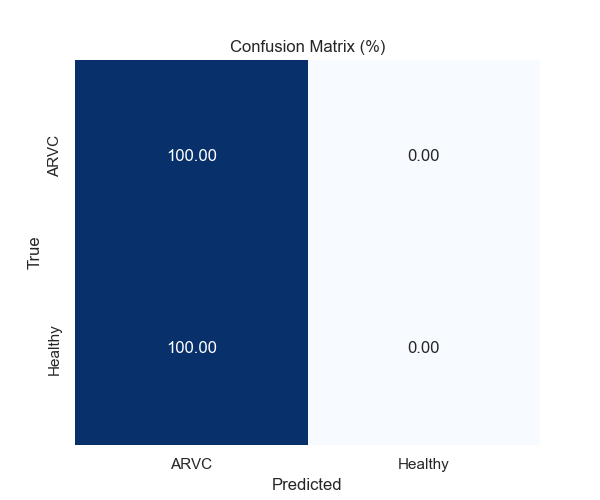 Confusion Matrix (%)
ARVC
100.00
0.00
True
Healthy
100.00
0.00
ARVC
Healthy
Predicted